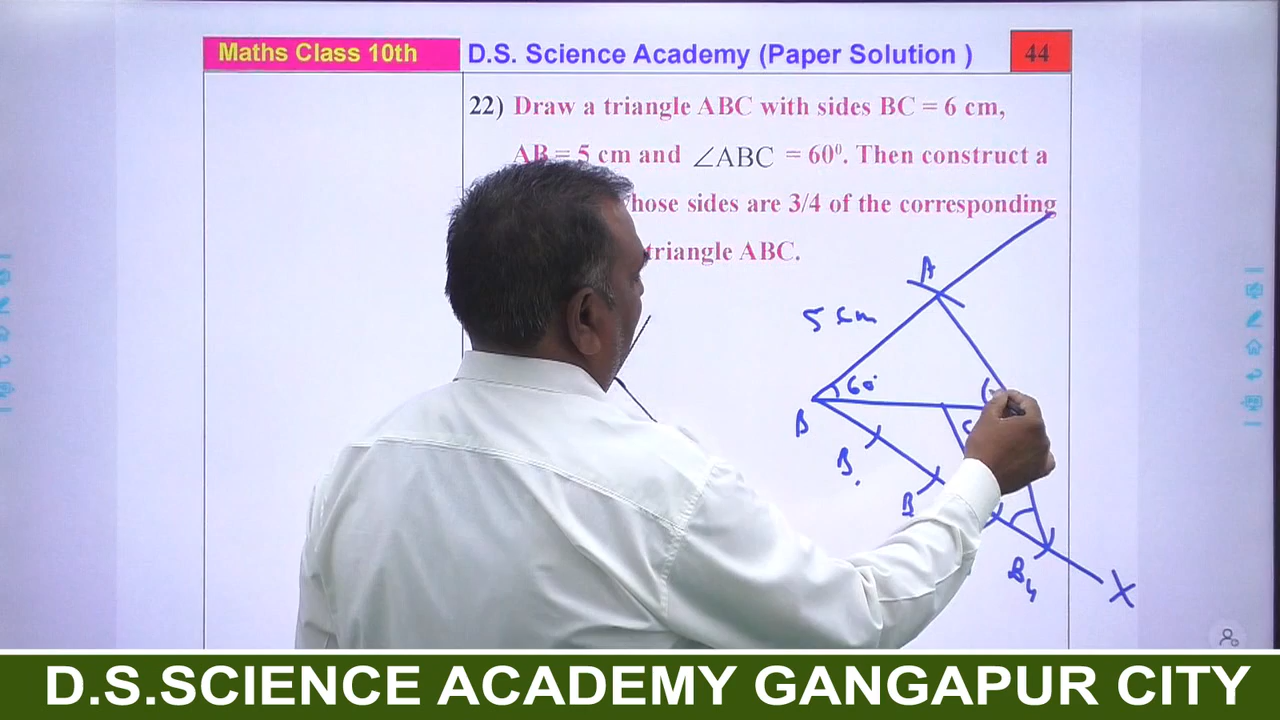 Maths Class 10th
D.S. Science Academy (Paper Solution )
44
22) Draw a triangle ABC with sides BC = 6 cm,
AB = 5 cm and ∠ABC = 60⁰. Then construct a
hose sides are 3/4 of the corresponding
triangle ABC.
A
5 cm
60°
B
C
B₁
B₂
B₄
X
D.S.SCIENCE ACADEMY GANGAPUR CITY